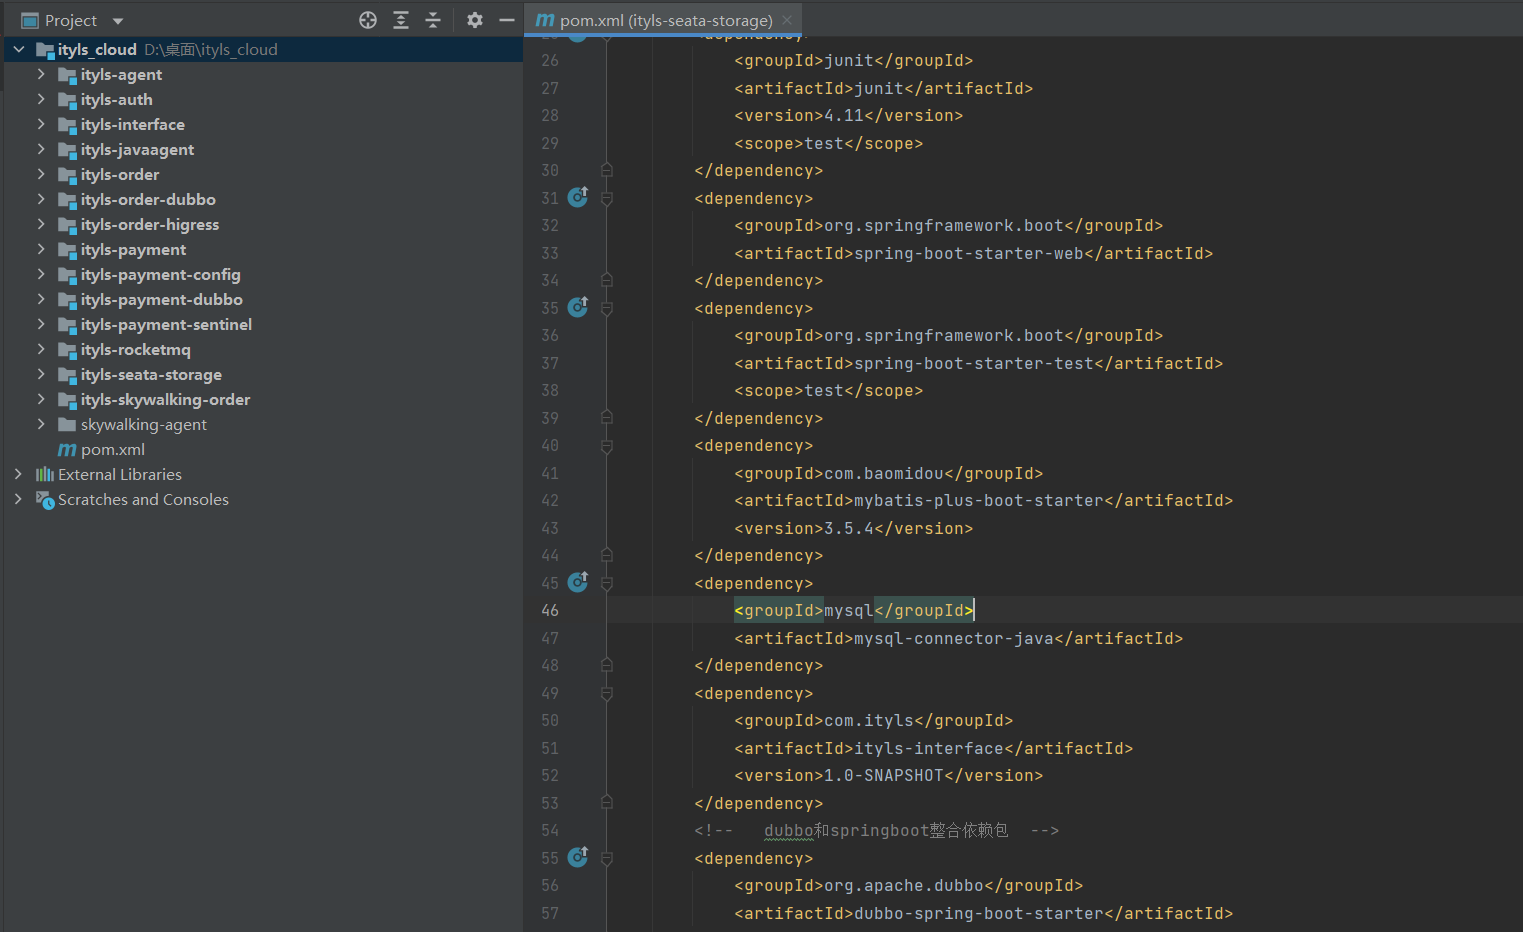 Project
ityls_cloud D:\桌面\ityls_cloud
ityls-agent
ityls-auth
ityls-interface
ityls-javaagent
ityls-order
ityls-order-dubbo
ityls-order-higress
ityls-payment
ityls-payment-config
ityls-payment-dubbo
ityls-payment-sentinel
ityls-rocketmq
ityls-seata-storage
ityls-skywalking-order
skywalking-agent
m pom.xml
External Libraries
Scratches and Consoles
m pom.xml (ityls-seata-storage)
25 <dependency>
26 <groupId>junit</groupId>
27 <artifactId>junit</artifactId>
28 <version>4.11</version>
29 <scope>test</scope>
30 </dependency>
31 <dependency>
32 <groupId>org.springframework.boot</groupId>
33 <artifactId>spring-boot-starter-web</artifactId>
34 </dependency>
35 <dependency>
36 <groupId>org.springframework.boot</groupId>
37 <artifactId>spring-boot-starter-test</artifactId>
38 <scope>test</scope>
39 </dependency>
40 <dependency>
41 <groupId>com.baomidou</groupId>
42 <artifactId>mybatis-plus-boot-starter</artifactId>
43 <version>3.5.4</version>
44 </dependency>
45 <dependency>
46 <groupId>mysql</groupId>
47 <artifactId>mysql-connector-java</artifactId>
48 </dependency>
49 <dependency>
50 <groupId>com.ityls</groupId>
51 <artifactId>ityls-interface</artifactId>
52 <version>1.0-SNAPSHOT</version>
53 </dependency>
54 <!-- dubbo和springboot整合依赖包 -->
55 <dependency>
56 <groupId>org.apache.dubbo</groupId>
57 <artifactId>dubbo-spring-boot-starter</artifactId>